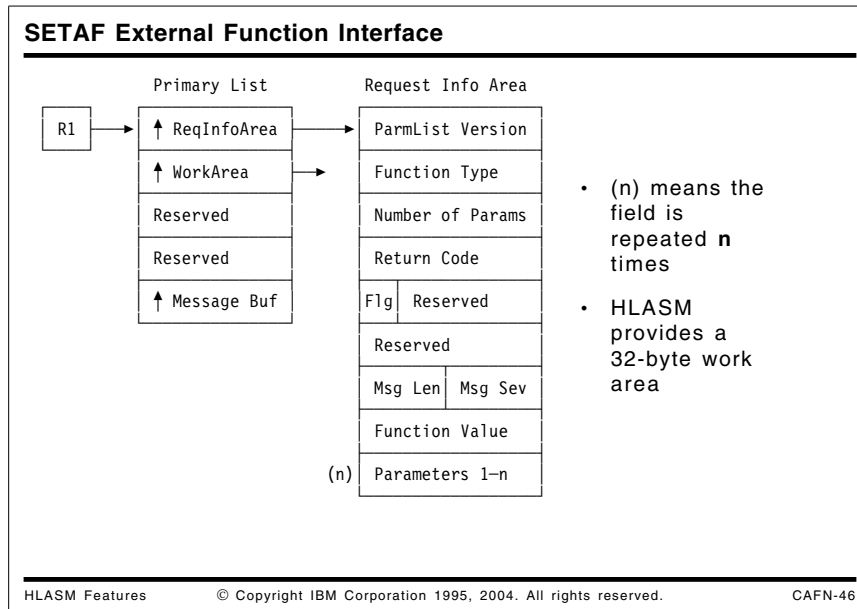 SETAF External Function Interface
Primary List
Request Info Area
R1
ReqInfoArea
WorkArea
Reserved
Reserved
Message Buf
ParmList Version
Function Type
Number of Params
Return Code
Flg Reserved
Reserved
Msg Len Msg Sev
Function Value
(n) Parameters 1–n
• (n) means the
field is
repeated n
times
• HLASM
provides a
32-byte work
area
HLASM Features © Copyright IBM Corporation 1995, 2004. All rights reserved. CAFN-46